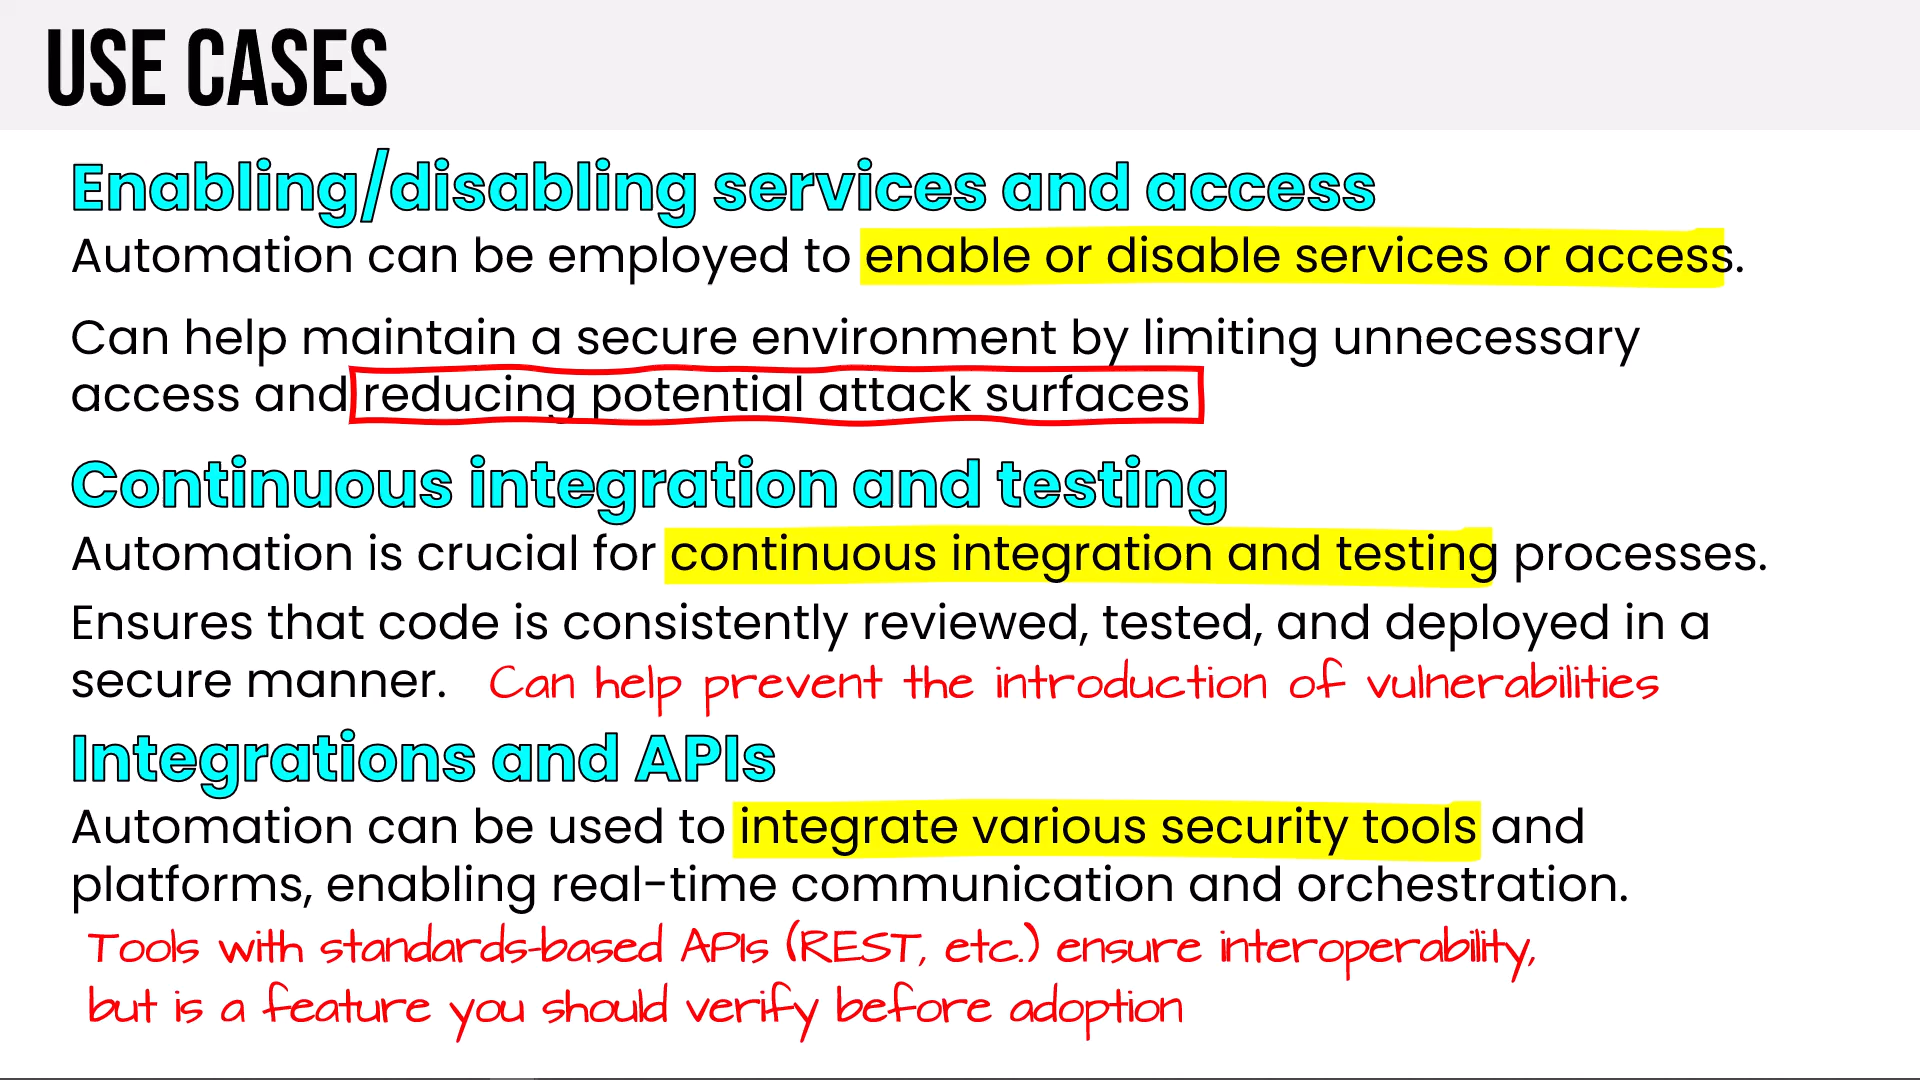 USE CASES
Enabling/disabling services and access
Automation can be employed to enable or disable services or access.
Can help maintain a secure environment by limiting unnecessary
access and reducing potential attack surfaces
Continuous integration and testing
Automation is crucial for continuous integration and testing processes.
Ensures that code is consistently reviewed, tested, and deployed in a
secure manner. Can help prevent the introduction of vulnerabilities
Integrations and APIs
Automation can be used to integrate various security tools and
platforms, enabling real-time communication and orchestration.
Tools with standards-based APIs (REST, etc.) ensure interoperability,
but is a feature you should verify before adoption